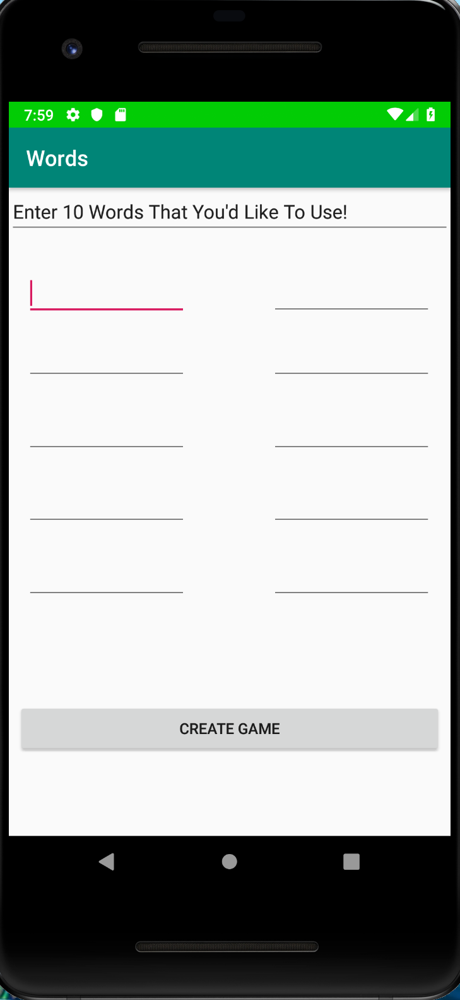 7:59
Words
Enter 10 Words That You'd Like To Use!
CREATE GAME